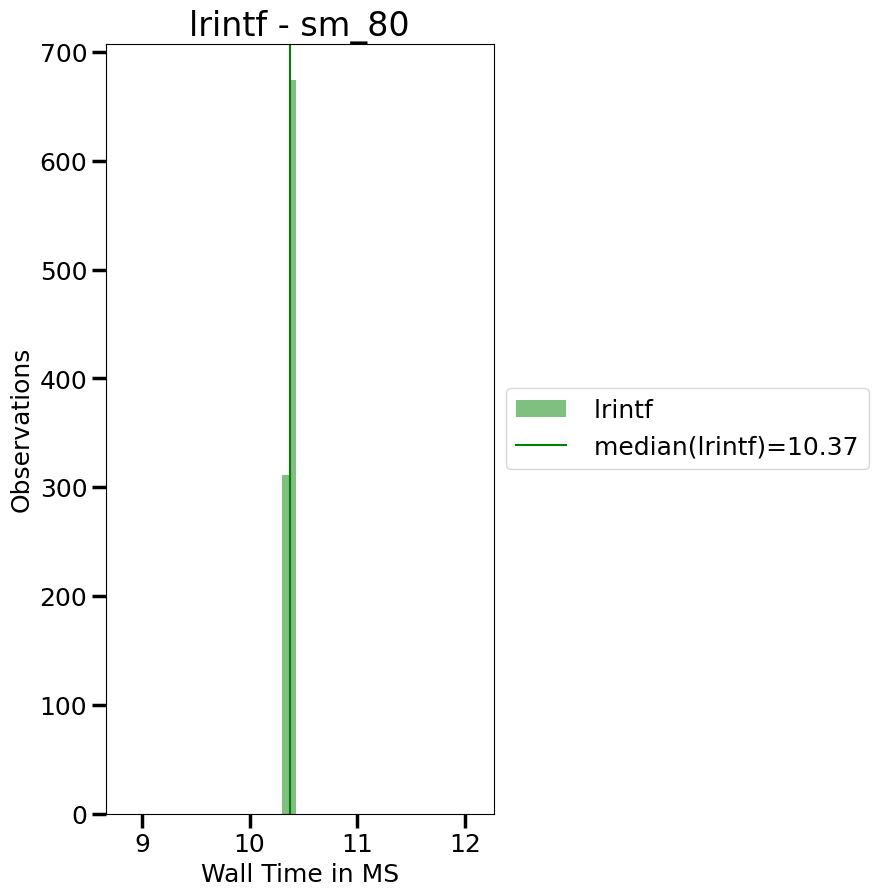 lrintf - sm_80
Observations
700
600
500
400
300
200
100
0
9 10 11 12
Wall Time in MS
lrintf
median(lrintf)=10.37